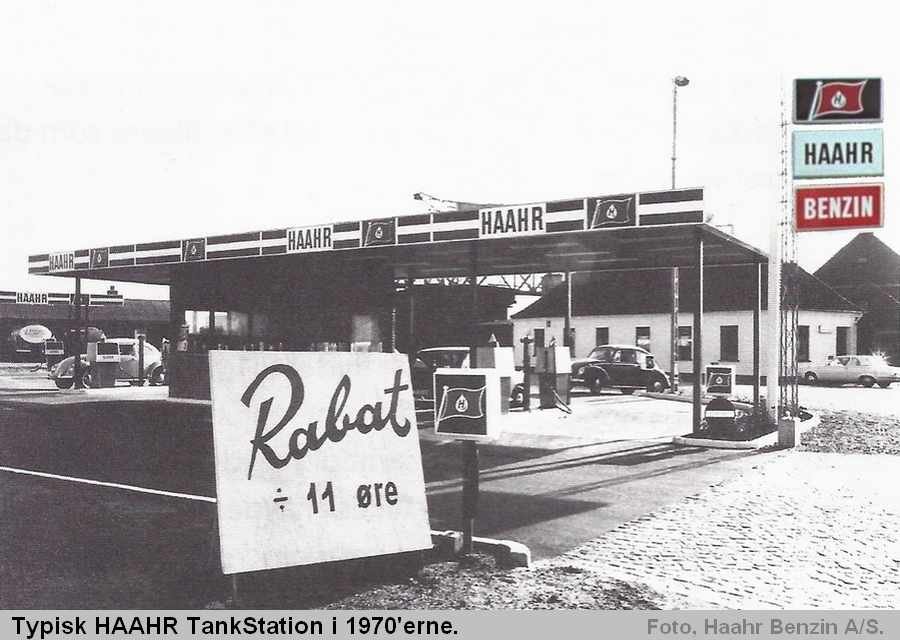 HAAHR
BENZIN
HAAHR
HAAHR
HAAHR
HAAHR
Rabat
÷ 11 øre
Typisk HAAHR TankStation i 1970'erne.
Foto. Haahr Benzin A/S.